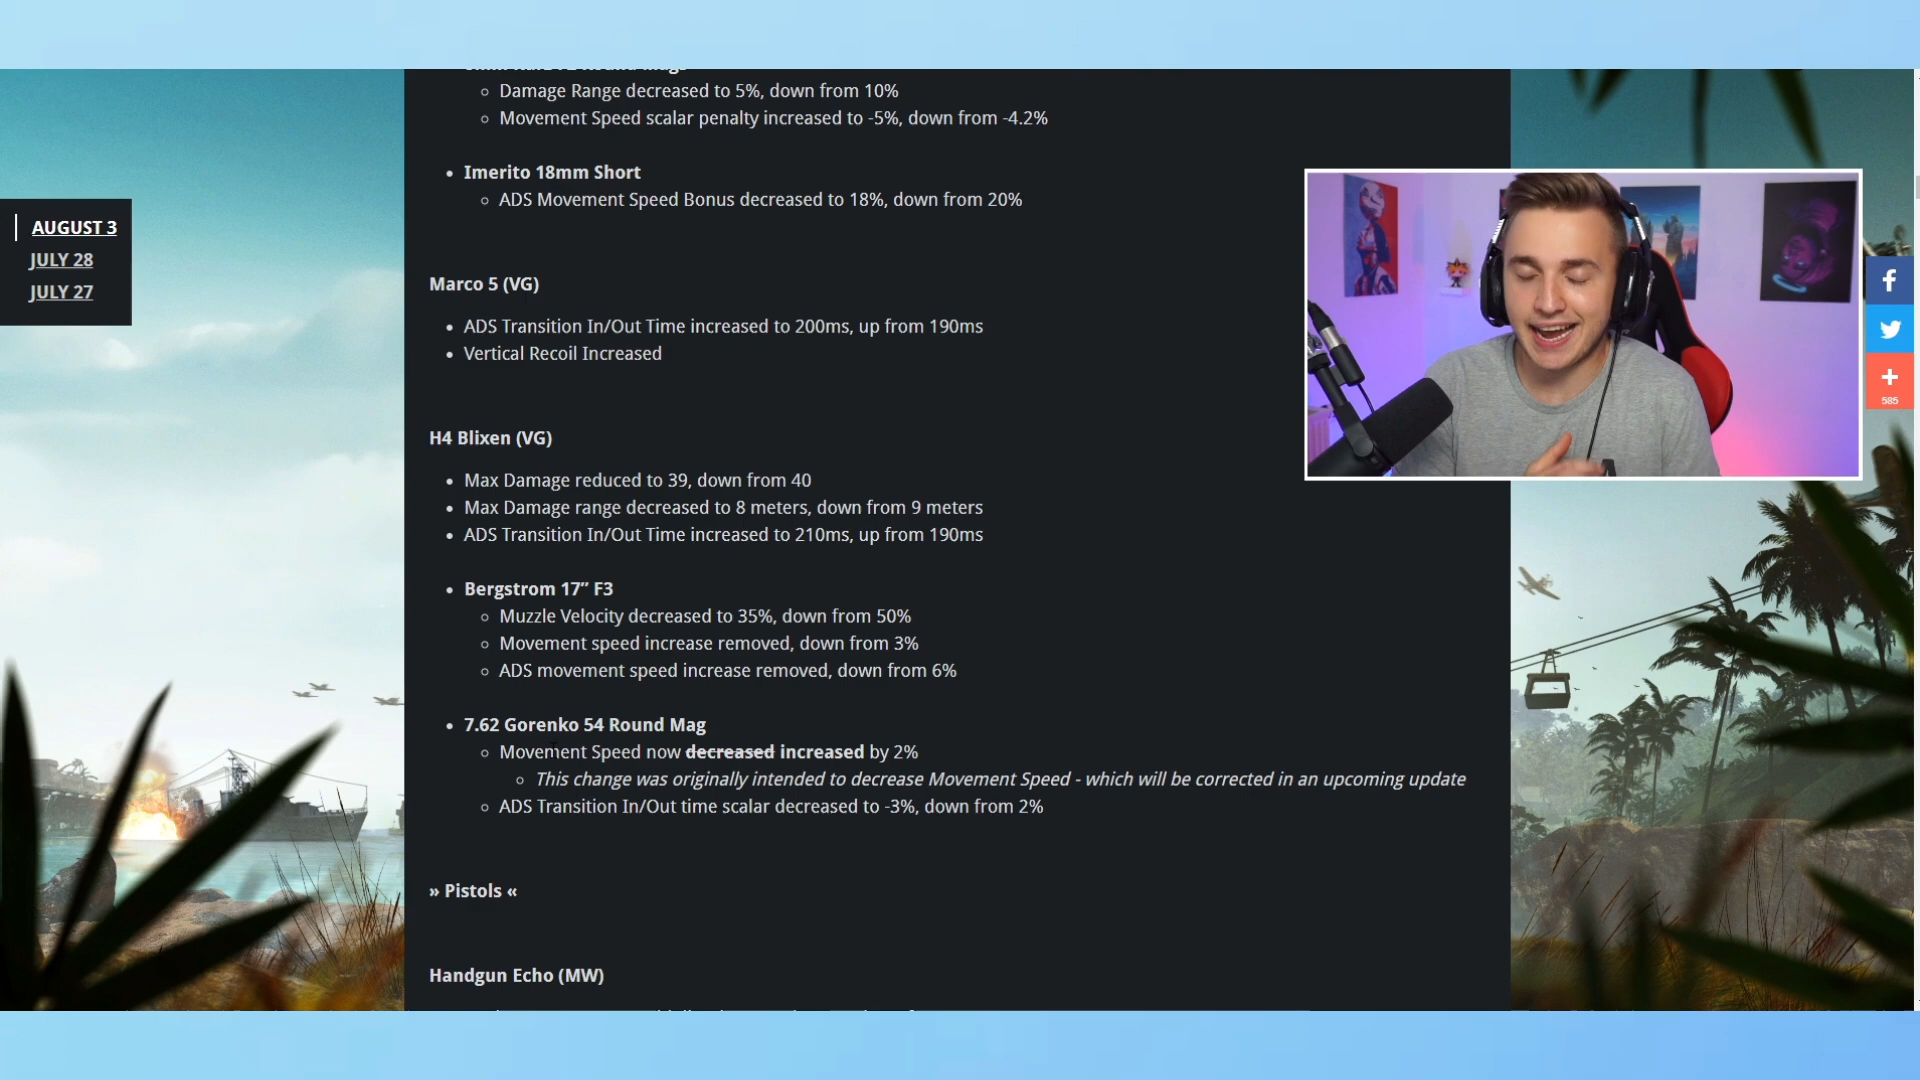 Damage Range decreased to 5%, down from 10%
Movement Speed scalar penalty increased to -5%, down from -4.2%
Imerito 18mm Short
ADS Movement Speed Bonus decreased to 18%, down from 20%
AUGUST 3
JULY 28
JULY 27
Marco 5 (VG)
ADS Transition In/Out Time increased to 200ms, up from 190ms
Vertical Recoil Increased
585
H4 Blixen (VG)
Max Damage reduced to 39, down from 40
Max Damage range decreased to 8 meters, down from 9 meters
ADS Transition In/Out Time increased to 210ms, up from 190ms
Bergstrom 17” F3
Muzzle Velocity decreased to 35%, down from 50%
Movement speed increase removed, down from 3%
ADS movement speed increase removed, down from 6%
7.62 Gorenko 54 Round Mag
Movement Speed now decreased increased by 2%
This change was originally intended to decrease Movement Speed - which will be corrected in an upcoming update
ADS Transition In/Out time scalar decreased to -3%, down from 2%
» Pistols «
Handgun Echo (MW)